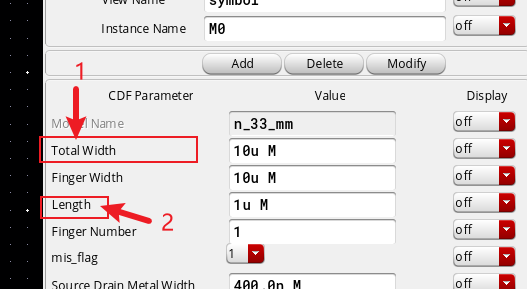 View Name symbol off
Instance Name M0 off
Add Delete Modify
1
CDF Parameter Value Display
Model Name n_33_mm off
Total Width 10u M off
Finger Width 10u M off
Length 1u M off
2
Finger Number 1 off
mis_flag 1 off
Source Drain Metal Width 400.0n M off